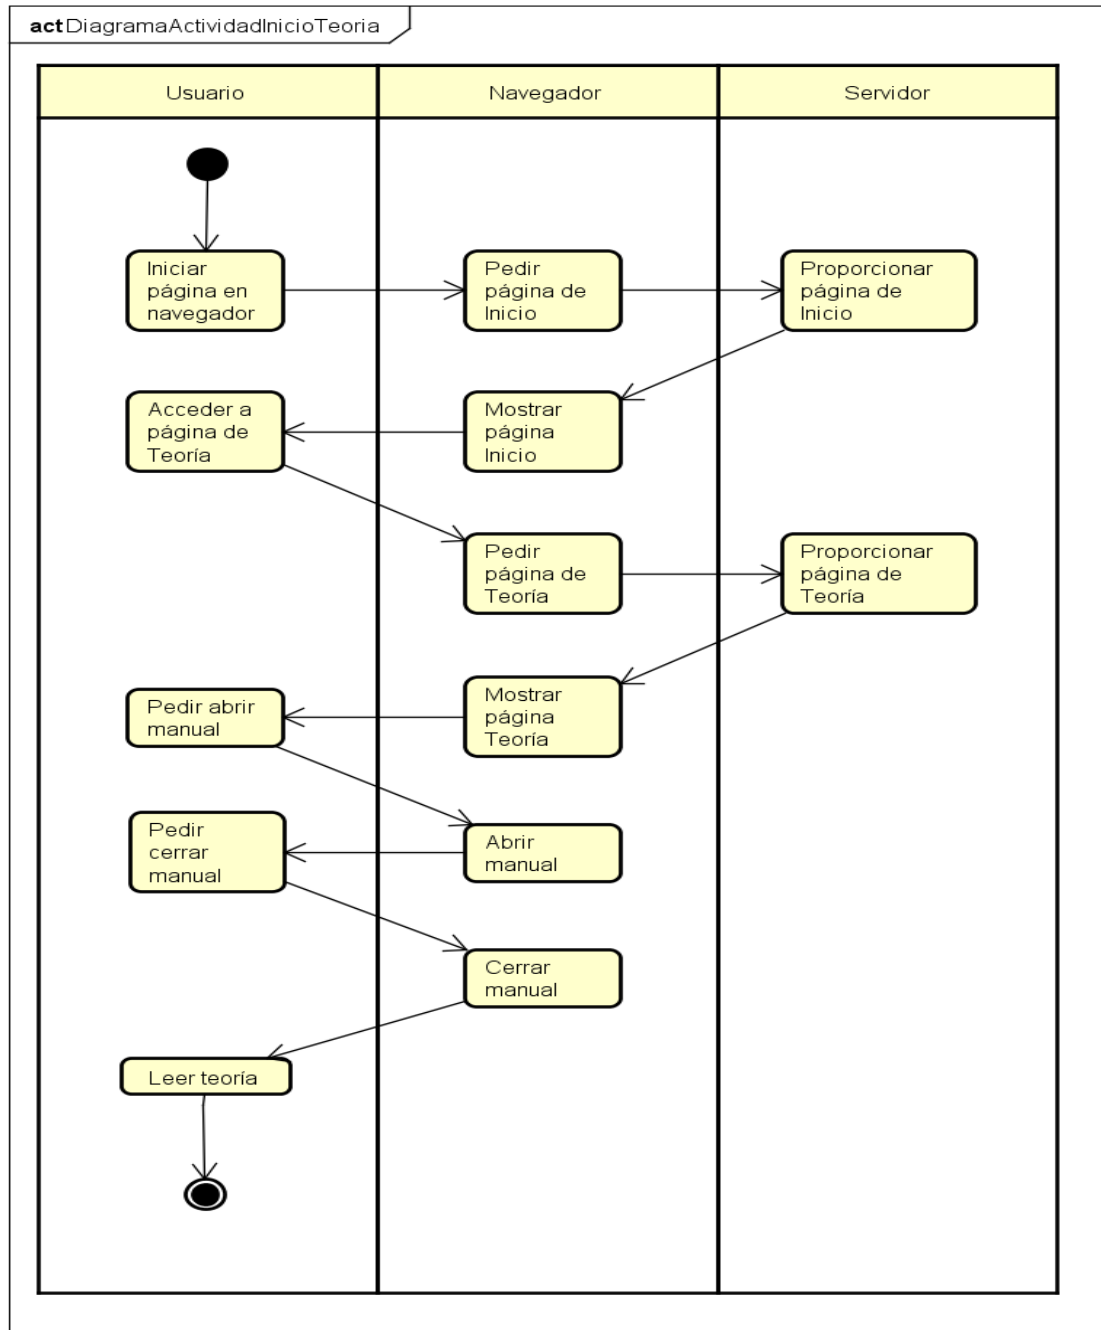 act DiagramaActividadInicioTeoria
Usuario
Navegador
Servidor
Iniciar
página en
navegador
Pedir
página de
Inicio
Proporcionar
página de
Inicio
Acceder a
página de
Teoría
Mostrar
página
Inicio
Pedir
página de
Teoría
Proporcionar
página de
Teoría
Pedir abrir
manual
Mostrar
página
Teoría
Pedir
cerrar
manual
Abrir
manual
Cerrar
manual
Leer teoría